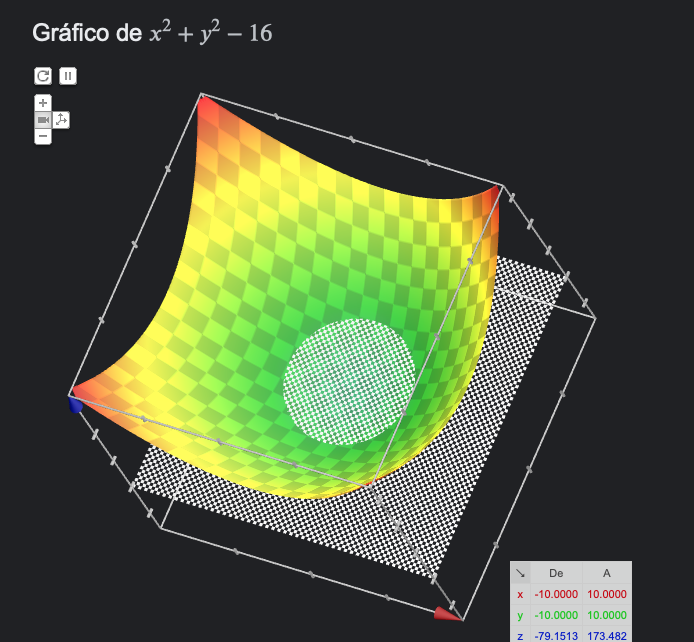 Gráfico de x² + y² − 16
De A
x -10.0000 10.0000
y -10.0000 10.0000
z -79.1513 173.482